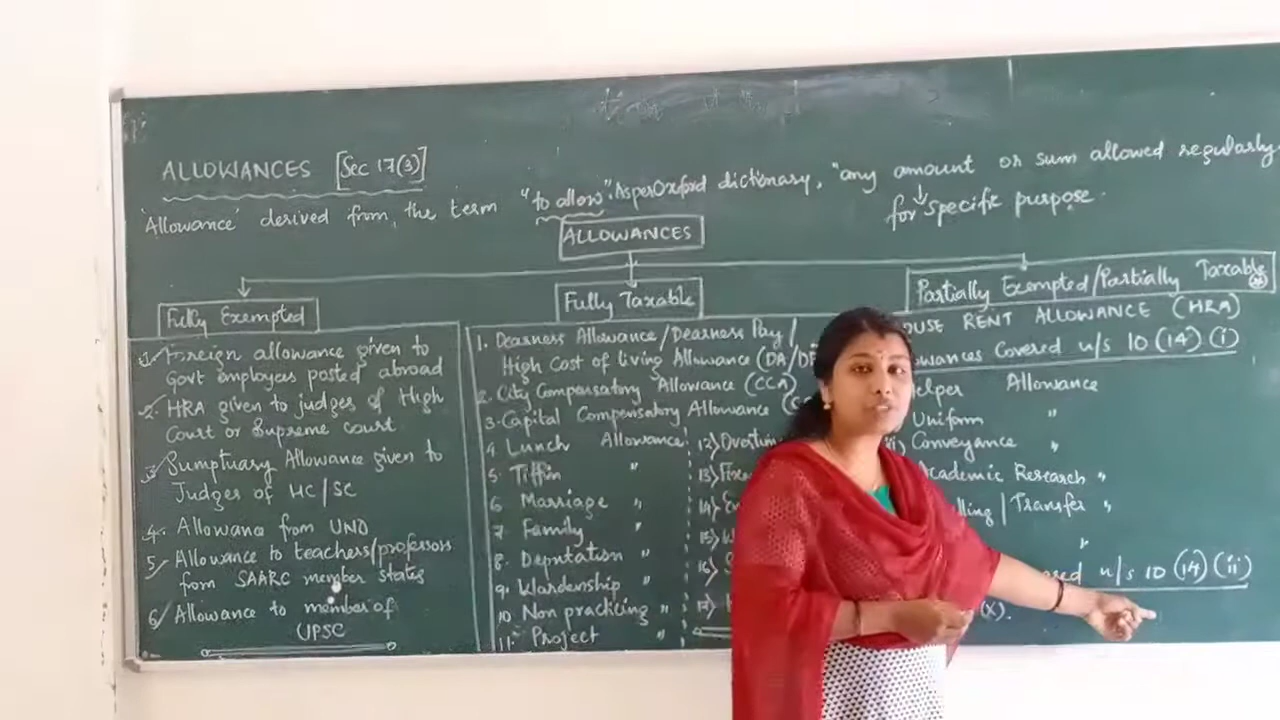 ALLOWANCES [Sec 17(3)]
'Allowance' derived from the term "to allow". As per Oxford dictionary, "any amount or sum allowed regularly
for specific purpose.
ALLOWANCES
Fully Exempted
1. Foreign allowance given to
Govt employees posted abroad
2. HRA given to judges of High
Court or Supreme court
3. Sumptuary Allowance given to
Judges of HC/SC
4. Allowance from UNO
5. Allowance to teachers/professors
from SAARC member states
6. Allowance to member of
UPSC
Fully Taxable
1. Dearness Allowance/Dearness Pay/
High Cost of living Allowance (DA/
2. City Compensatory Allowance (CCA)
3. Capital Compensatory Allowance
4. Lunch Allowance
5. Tiffin "
6. Marriage "
7. Family "
8. Deputation "
9. Wardenship "
10. Non practicing "
11. Project "
12)
13)
14)
15)
16)
17)
Partially Exempted/Partially Taxable
RENT ALLOWANCE (HRA)
Covered u/s 10(14)(i)
Allowance
Uniform "
Conveyance "
Academic Research "
Transfer "
"
u/s 10(14)(ii)
(X).